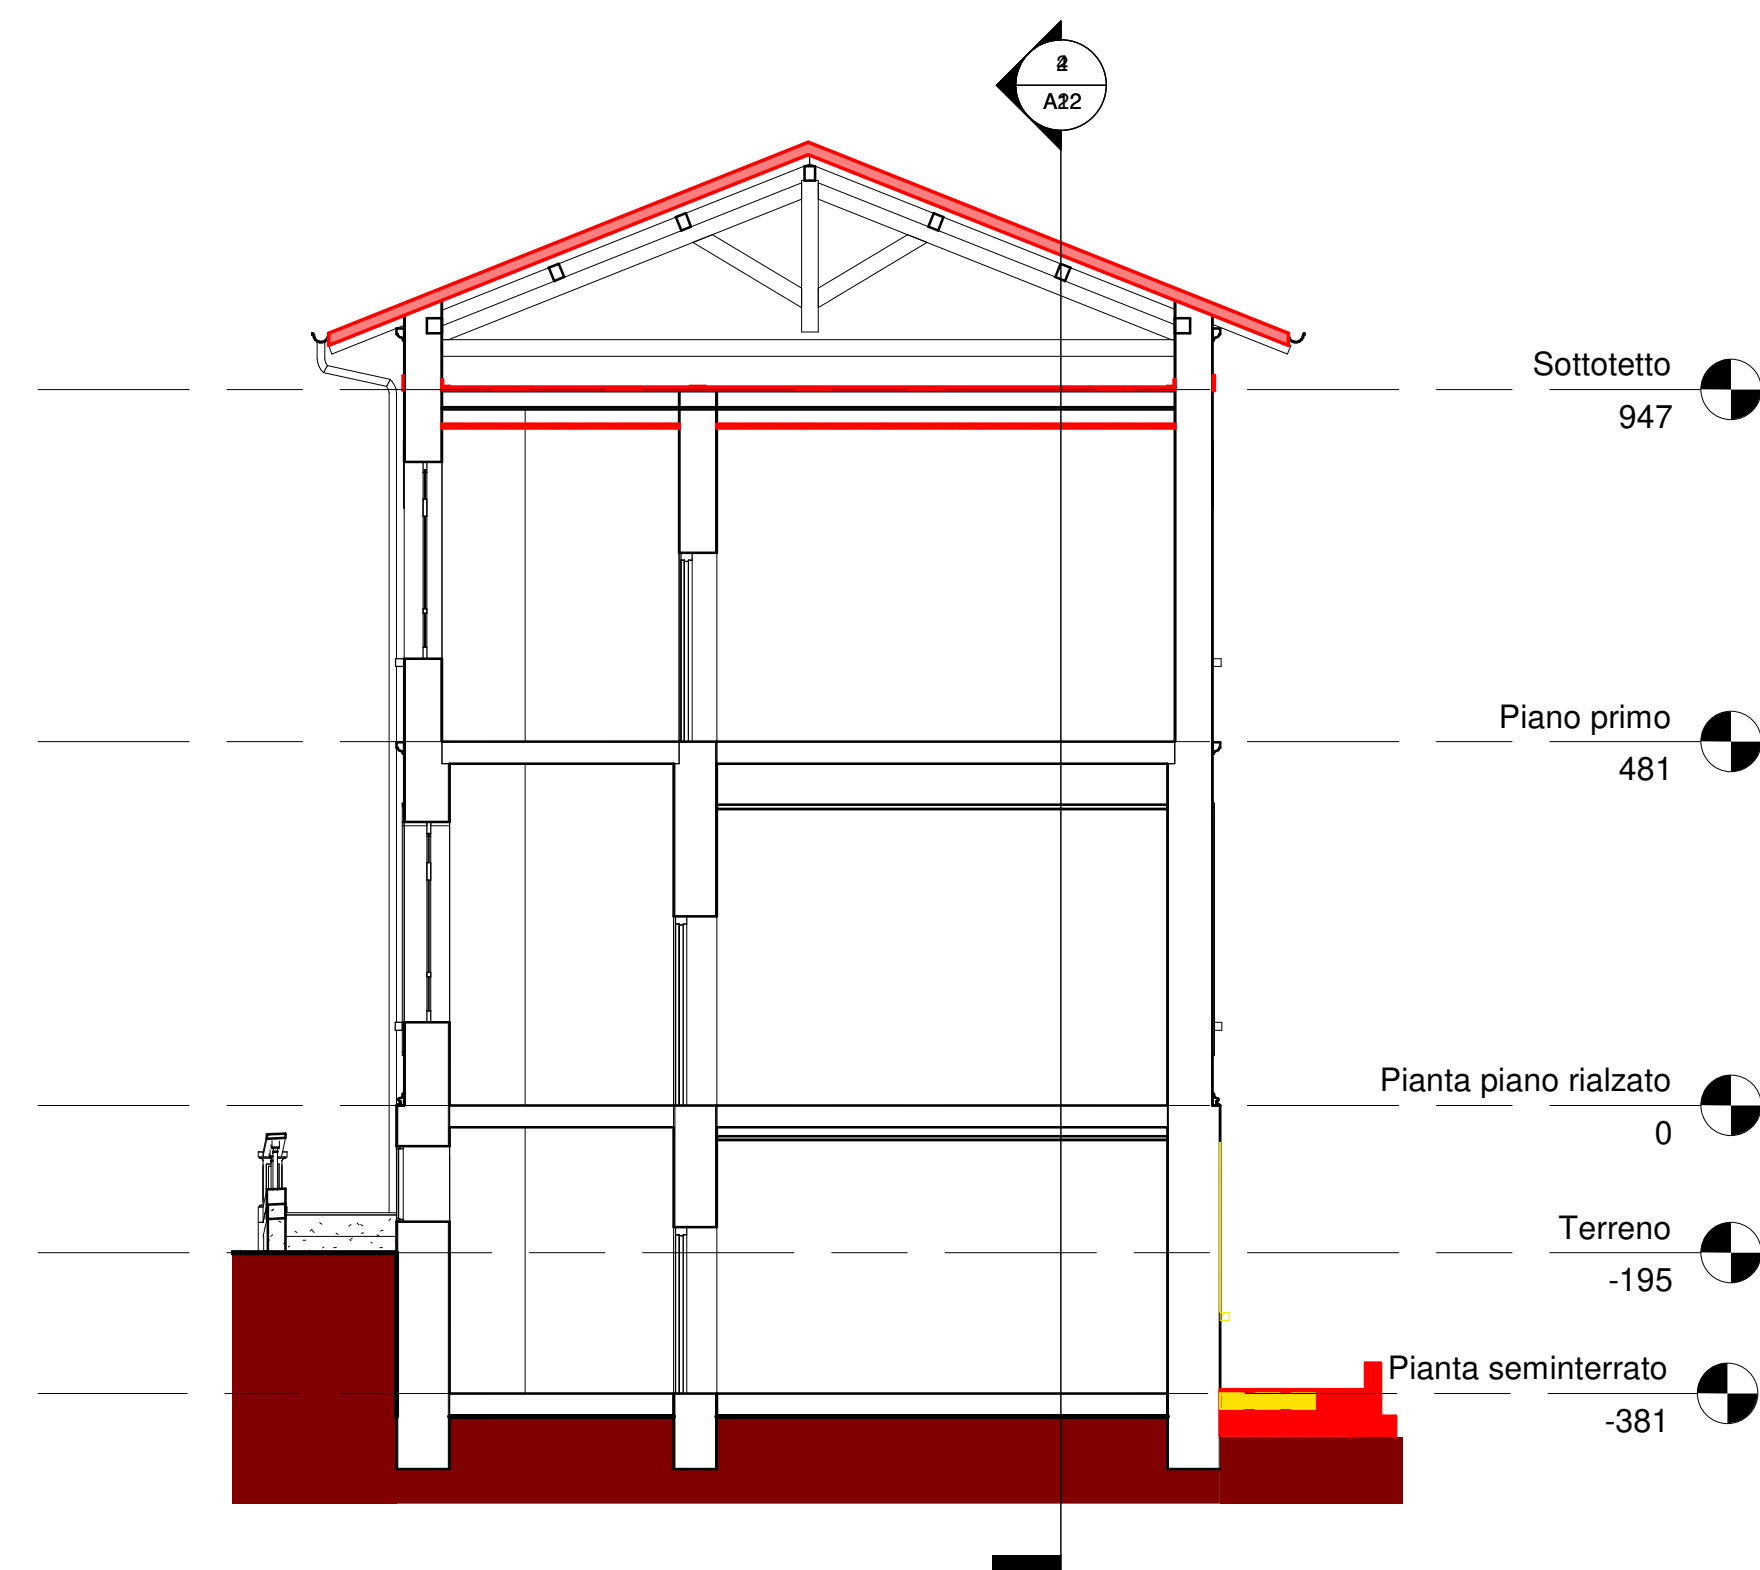 Sottotetto
947
Piano primo
481
Pianta piano rialzato
0
Terreno
-195
Pianta seminterrato
-381